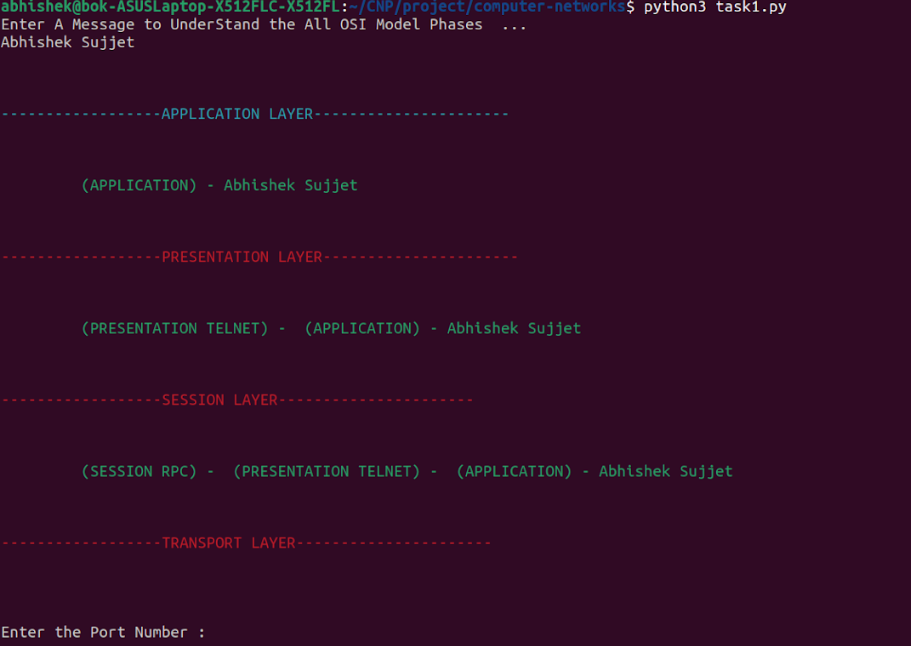 abhishek@bok-ASUSLaptop-X512FLC-X512FL:~/CNP/project/computer-networks$ python3 task1.py
Enter A Message to UnderStand the All OSI Model Phases  ...
Abhishek Sujjet
------------------APPLICATION LAYER----------------------
(APPLICATION) - Abhishek Sujjet
------------------PRESENTATION LAYER----------------------
(PRESENTATION TELNET) -  (APPLICATION) - Abhishek Sujjet
------------------SESSION LAYER----------------------
(SESSION RPC) -  (PRESENTATION TELNET) -  (APPLICATION) - Abhishek Sujjet
------------------TRANSPORT LAYER----------------------
Enter the Port Number :